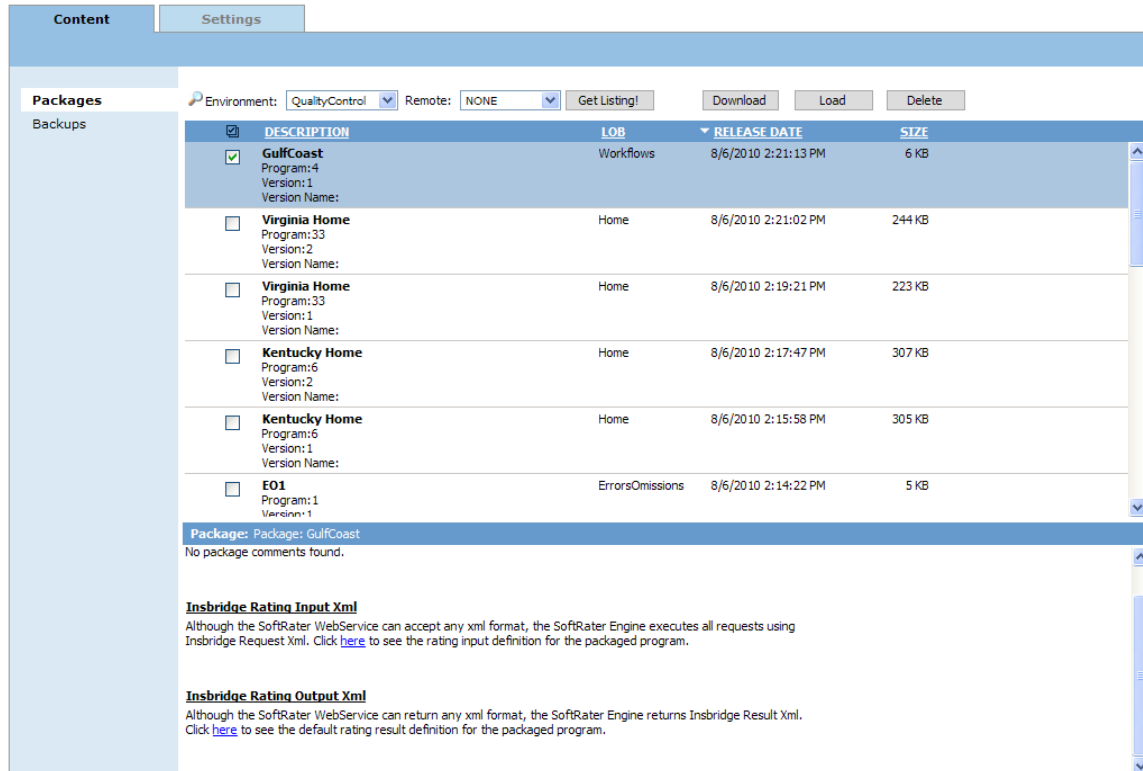 Content Settings
Packages
Backups
Environment: QualityControl Remote: NONE Get Listing! Download Load Delete
DESCRIPTION LOB RELEASE DATE SIZE
GulfCoast Workflows 8/6/2010 2:21:13 PM 6 KB
Program:4
Version:1
Version Name:
Virginia Home Home 8/6/2010 2:21:02 PM 244 KB
Program:33
Version:2
Version Name:
Virginia Home Home 8/6/2010 2:19:21 PM 223 KB
Program:33
Version:1
Version Name:
Kentucky Home Home 8/6/2010 2:17:47 PM 307 KB
Program:6
Version:2
Version Name:
Kentucky Home Home 8/6/2010 2:15:58 PM 305 KB
Program:6
Version:1
Version Name:
EO1 ErrorsOmissions 8/6/2010 2:14:22 PM 5 KB
Program:1
Version:1
Package: Package: GulfCoast
No package comments found.
Insbridge Rating Input Xml
Although the SoftRater WebService can accept any xml format, the SoftRater Engine executes all requests using
Insbridge Request Xml. Click here to see the rating input definition for the packaged program.
Insbridge Rating Output Xml
Although the SoftRater WebService can return any xml format, the SoftRater Engine returns Insbridge Result Xml.
Click here to see the default rating result definition for the packaged program.